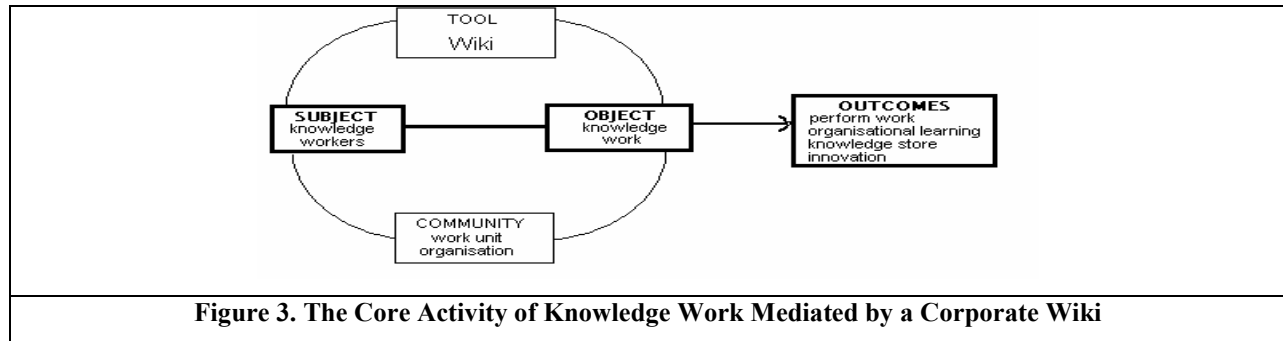 TOOL
Wiki
SUBJECT
knowledge
workers
OBJECT
knowledge
work
OUTCOMES
perform work
organisational learning
knowledge store
innovation
COMMUNITY
work unit
organisation
Figure 3. The Core Activity of Knowledge Work Mediated by a Corporate Wiki